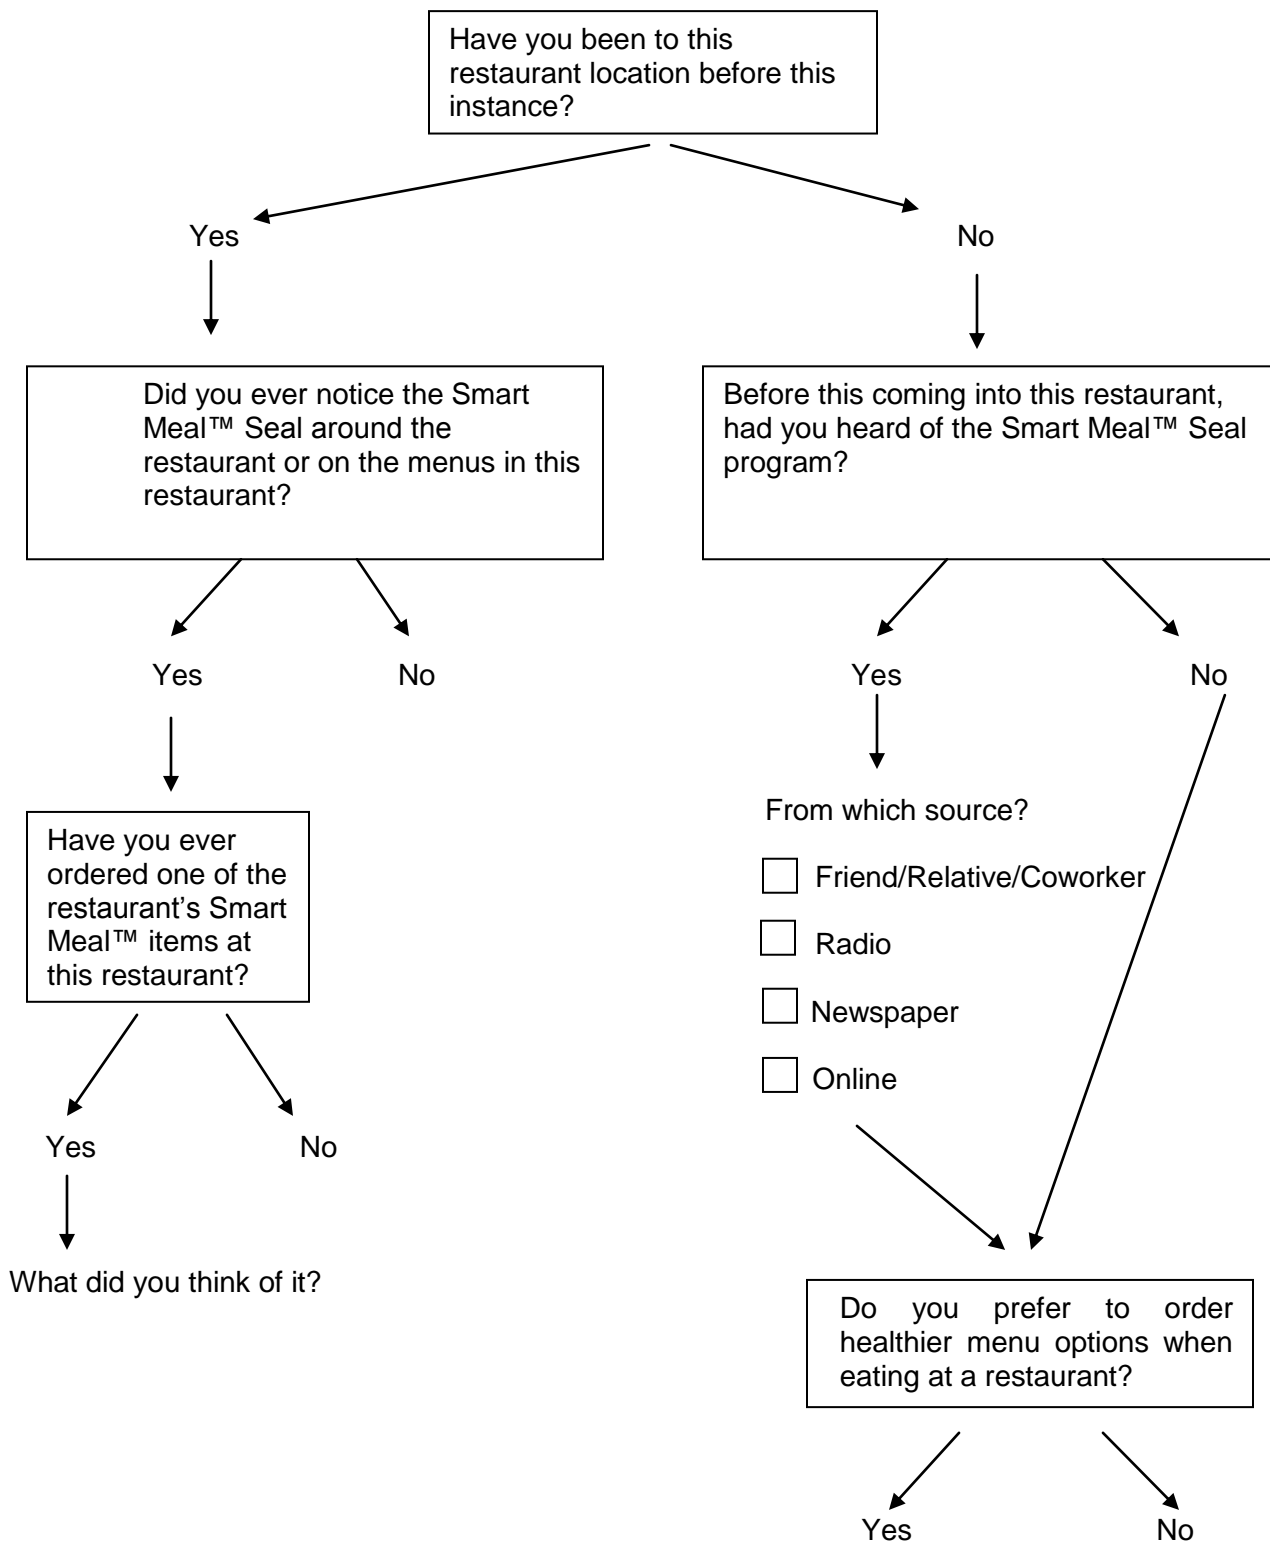 Have you been to this
restaurant location before this
instance?
Yes
No
Did you ever notice the Smart
Meal™ Seal around the
restaurant or on the menus in this
restaurant?
Before this coming into this restaurant,
had you heard of the Smart Meal™ Seal
program?
Yes
No
Yes
No
From which source?
Friend/Relative/Coworker
Radio
Newspaper
Online
Have you ever
ordered one of the
restaurant’s Smart
Meal™ items at
this restaurant?
Yes
No
What did you think of it?
Do you prefer to order
healthier menu options when
eating at a restaurant?
Yes
No